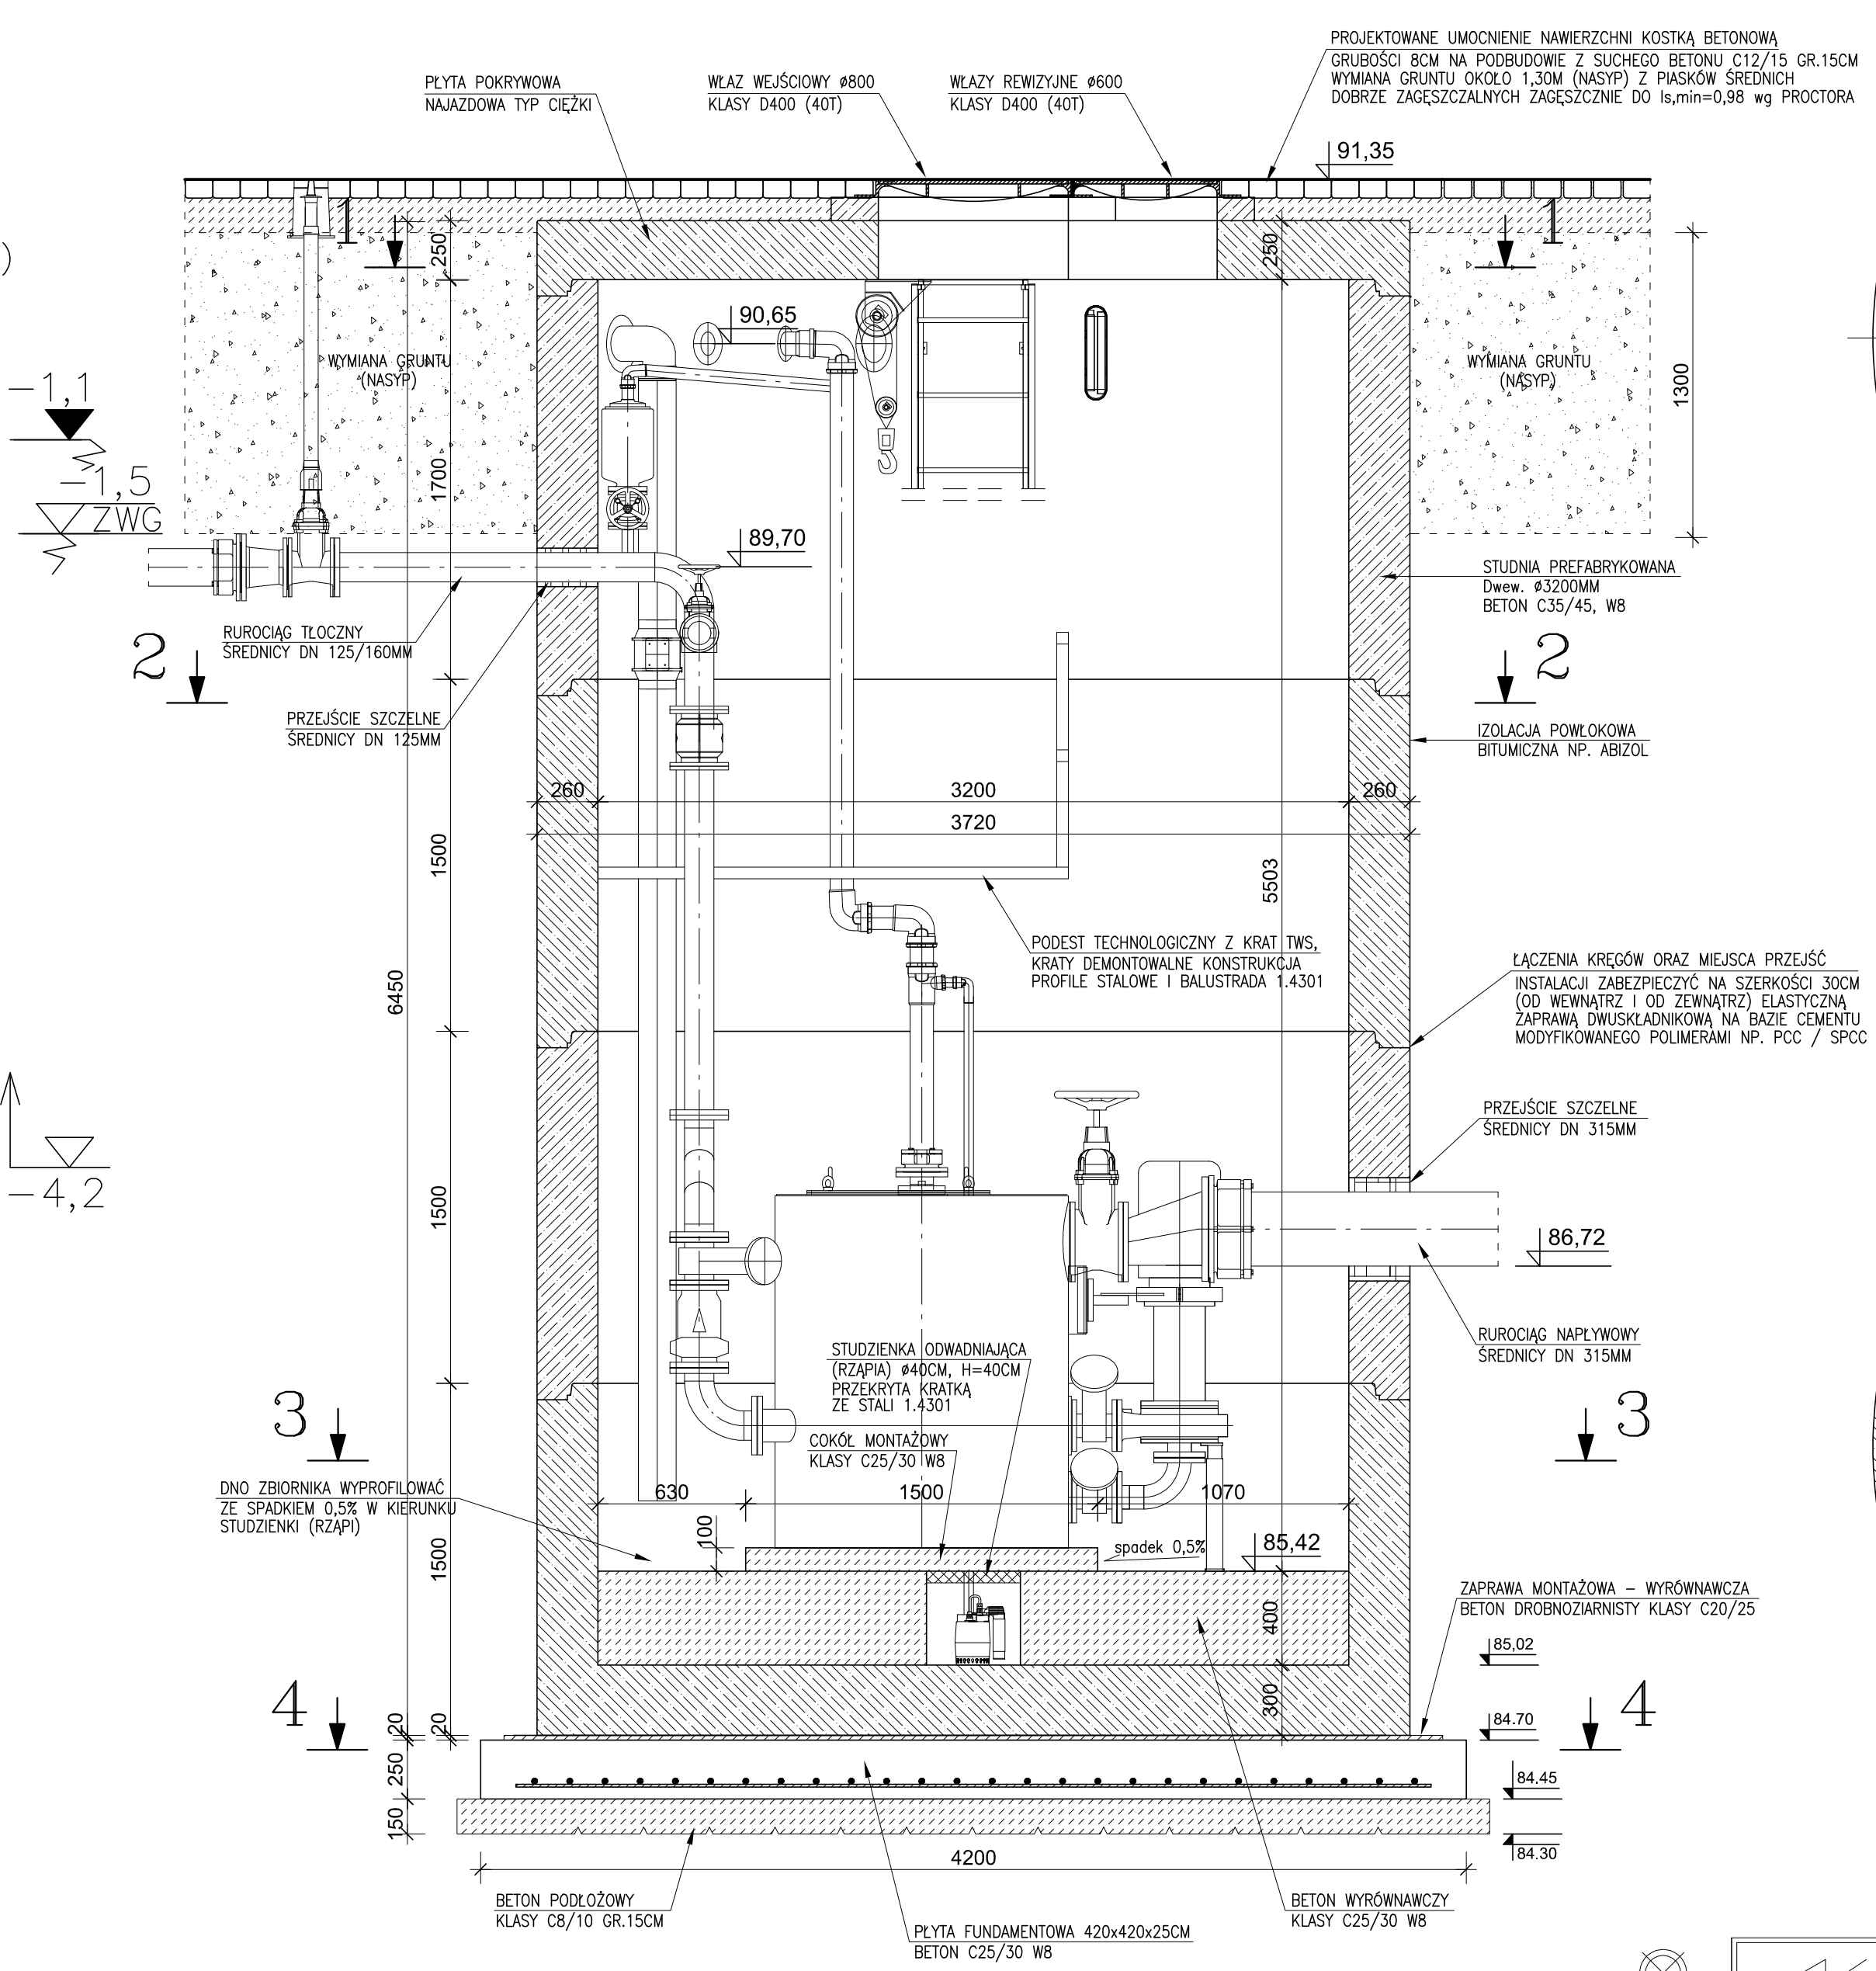 PROJEKTOWANE UMOCNIENIE NAWIERZCHNI KOSTKĄ BETONOWĄ
GRUBOŚCI 8CM NA PODBUDOWIE Z SUCHEGO BETONU C12/15 GR.15CM
WYMIANA GRUNTU OKOŁO 1,30M (NASYP) Z PIASKÓW ŚREDNICH
DOBRZE ZAGĘSZCZALNYCH ZAGĘSZCZNIE DO Is,min=0,98 wg PROCTORA
PŁYTA POKRYWOWA
NAJAZDOWA TYP CIĘŻKI
WŁAZ WEJŚCIOWY ø800
KLASY D400 (40T)
WŁAZY REWIZYJNE ø600
KLASY D400 (40T)
91,35
1
1
)
250
250
90,65
WYMIANA GRUNTU
(NASYP)
WYMIANA GRUNTU
(NASYP)
1300
-1,1
-1,5
ZWG
1700
89,70
STUDNIA PREFABRYKOWANA
Dwew. ø3200MM
BETON C35/45, W8
RUROCIĄG TŁOCZNY
ŚREDNICY DN 125/160MM
2
2
PRZEJŚCIE SZCZELNE
ŚREDNICY DN 125MM
IZOLACJA POWŁOKOWA
BITUMICZNA NP. ABIZOL
260
3200
260
3720
1500
5503
PODEST TECHNOLOGICZNY Z KRAT TWS,
KRATY DEMONTOWALNE KONSTRUKCJA
PROFILE STALOWE I BALUSTRADA 1.4301
ŁĄCZENIA KRĘGÓW ORAZ MIEJSCA PRZEJŚĆ
INSTALACJI ZABEZPIECZYĆ NA SZERKOŚCI 30CM
(OD WEWNĄTRZ I OD ZEWNĄTRZ) ELASTYCZNĄ
ZAPRAWĄ DWUSKŁADNIKOWĄ NA BAZIE CEMENTU
MODYFIKOWANEGO POLIMERAMI NP. PCC / SPCC
6450
PRZEJŚCIE SZCZELNE
ŚREDNICY DN 315MM
-4,2
1500
86,72
RUROCIĄG NAPŁYWOWY
ŚREDNICY DN 315MM
STUDZIENKA ODWADNIAJĄCA
(RZĄPIA) ø40CM, H=40CM
PRZEKRYTA KRATKĄ
ZE STALI 1.4301
3
3
COKÓŁ MONTAŻOWY
KLASY C25/30 W8
DNO ZBIORNIKA WYPROFILOWAĆ
ZE SPADKIEM 0,5% W KIERUNKU
STUDZIENKI (RZĄPI)
630
1500
1070
100
1500
spadek 0,5%
85,42
ZAPRAWA MONTAŻOWA – WYRÓWNAWCZA
BETON DROBNOZIARNISTY KLASY C20/25
400
85,02
300
4
4
20
20
84.70
250
84.45
150
84.30
4200
BETON PODŁOŻOWY
KLASY C8/10 GR.15CM
PŁYTA FUNDAMENTOWA 420x420x25CM
BETON C25/30 W8
BETON WYRÓWNAWCZY
KLASY C25/30 W8